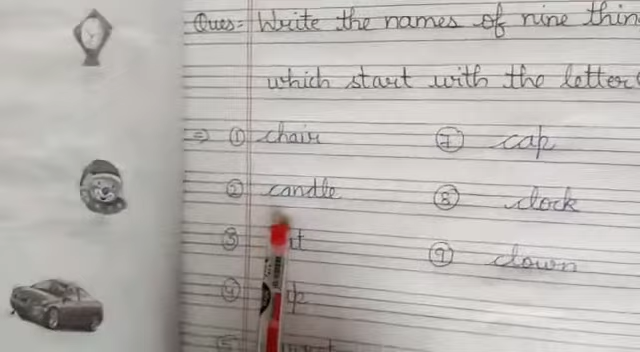 Ques:- Write the names of nine thin
which start with the letter
⇒ ① chair
② candle
③
④
⑤
⑦ cap
⑧ clock
⑨ clown